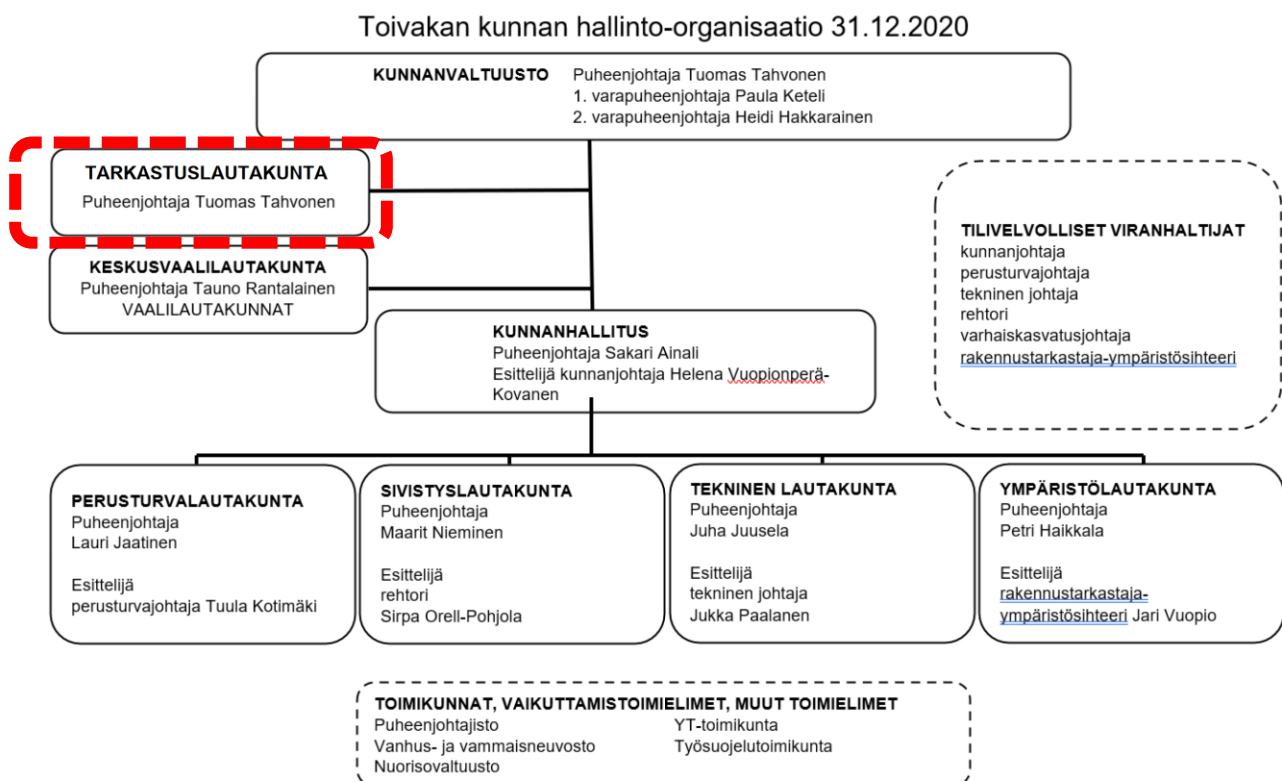 Toivakan kunnan hallinto-organisaatio 31.12.2020
KUNNANVALTUUSTO Puheenjohtaja Tuomas Tahvonen
1. varapuheenjohtaja Paula Keteli
2. varapuheenjohtaja Heidi Hakkarainen
TARKASTUSLAUTAKUNTA
Puheenjohtaja Tuomas Tahvonen
KESKUSVAALILAUTAKUNTA
Puheenjohtaja Tauno Rantalainen
VAALILAUTAKUNNAT
TILIVELVOLLISET VIRANHALTIJAT
kunnanjohtaja
perusturvajohtaja
tekninen johtaja
rehtori
varhaiskasvatusjohtaja
rakennustarkastaja-ympäristösihteeri
KUNNANHALLITUS
Puheenjohtaja Sakari Ainali
Esittelijä kunnanjohtaja Helena Vuopionperä-
Kovanen
PERUSTURVALAUTAKUNTA
Puheenjohtaja
Lauri Jaatinen
Esittelijä
perusturvajohtaja Tuula Kotimäki
SIVISTYSLAUTAKUNTA
Puheenjohtaja
Maarit Nieminen
Esittelijä
rehtori
Sirpa Orell-Pohjola
TEKNINEN LAUTAKUNTA
Puheenjohtaja
Juha Juusela
Esittelijä
tekninen johtaja
Jukka Paalanen
YMPÄRISTÖLAUTAKUNTA
Puheenjohtaja
Petri Haikkala
Esittelijä
rakennustarkastaja-
ympäristösihteeri Jari Vuopio
TOIMIKUNNAT, VAIKUTTAMISTOIMIELIMET, MUUT TOIMIELIMET
Puheenjohtajisto YT-toimikunta
Vanhus- ja vammaisneuvosto Työsuojelutoimikunta
Nuorisovaltuusto